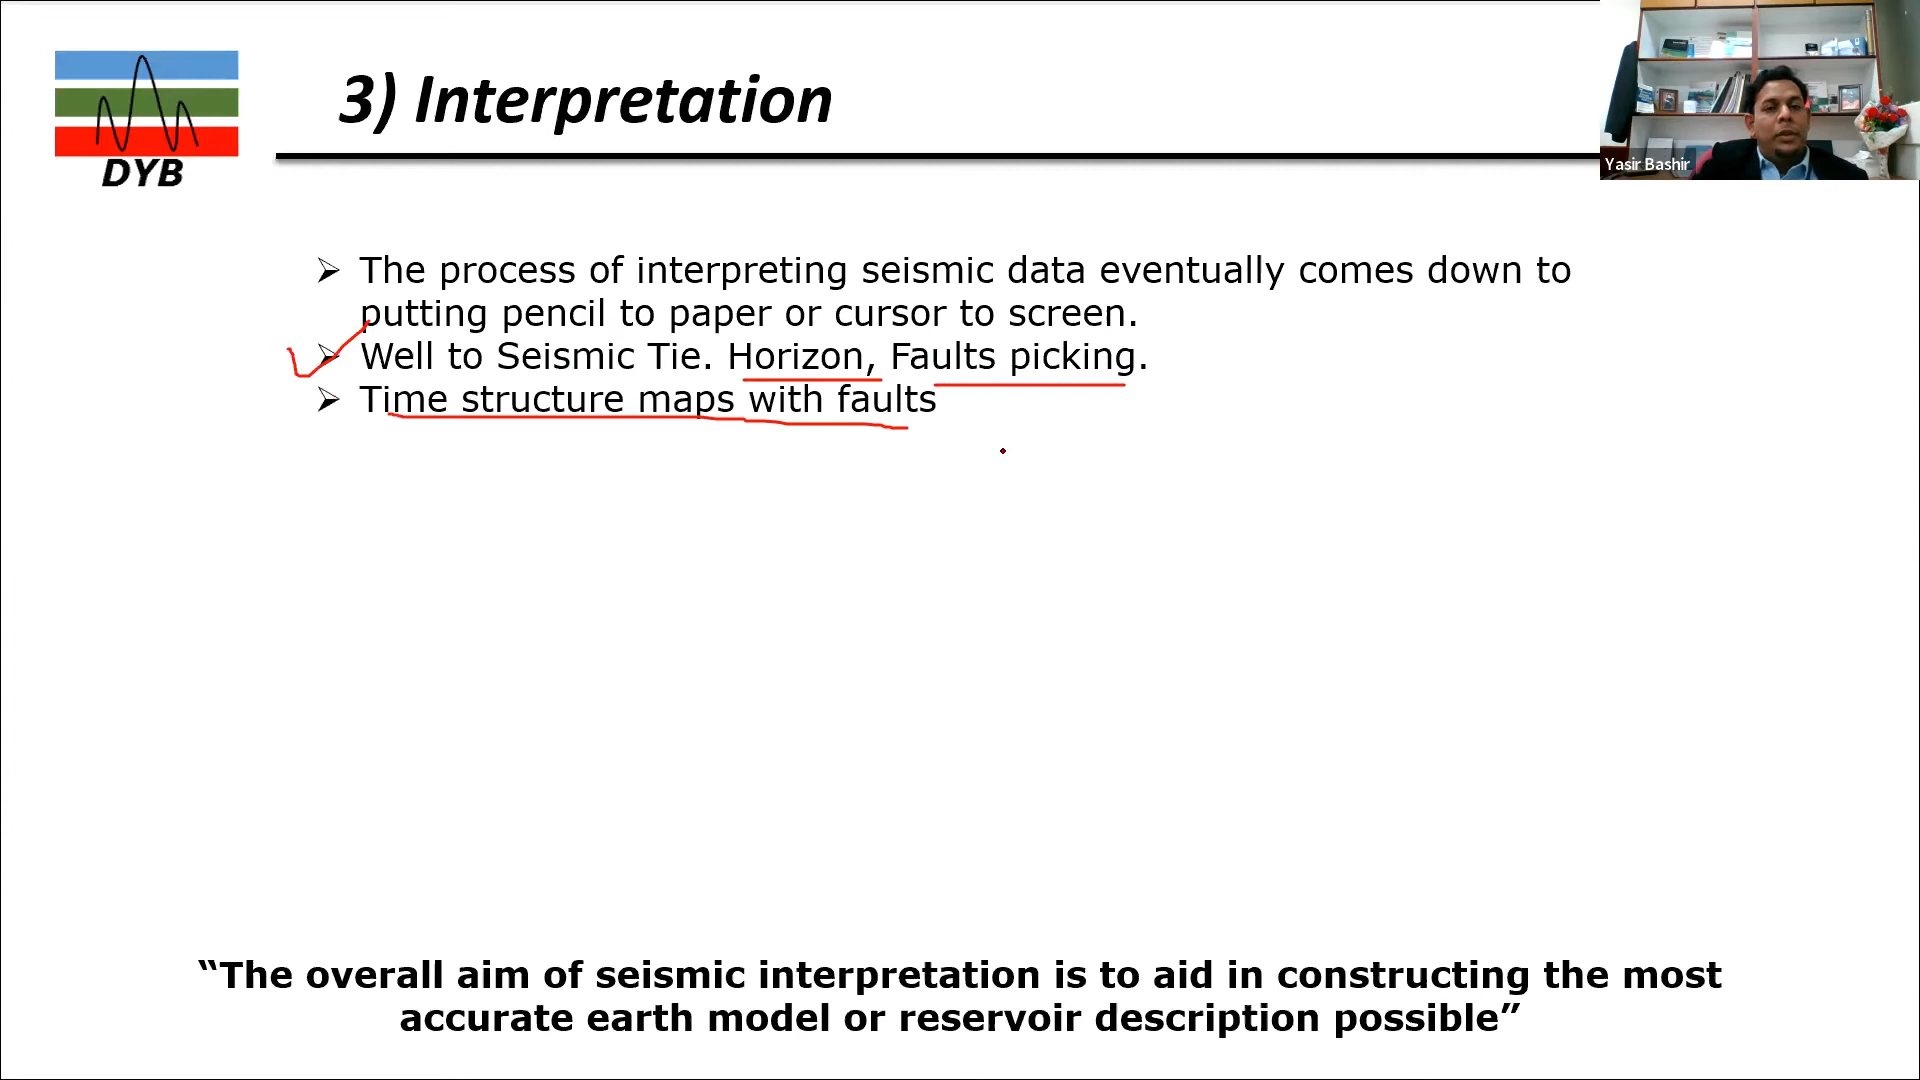 3) Interpretation
DYB
Yasir Bashir
➢ The process of interpreting seismic data eventually comes down to
putting pencil to paper or cursor to screen.
➢ Well to Seismic Tie. Horizon, Faults picking.
➢ Time structure maps with faults
“The overall aim of seismic interpretation is to aid in constructing the most
accurate earth model or reservoir description possible”